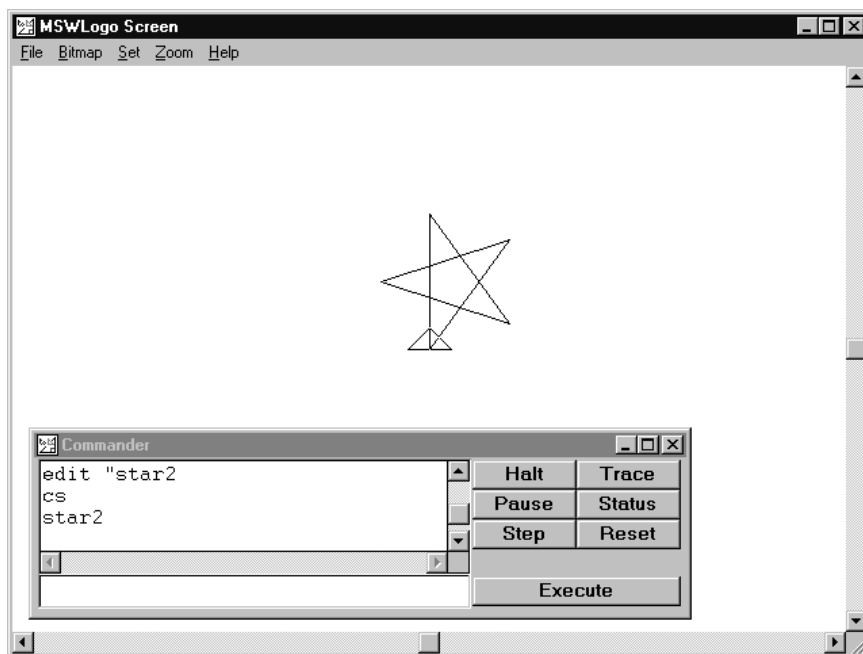 MSWLogo Screen
File Bitmap Set Zoom Help
Commander
edit "star2
cs
star2
Halt Trace
Pause Status
Step Reset
Execute